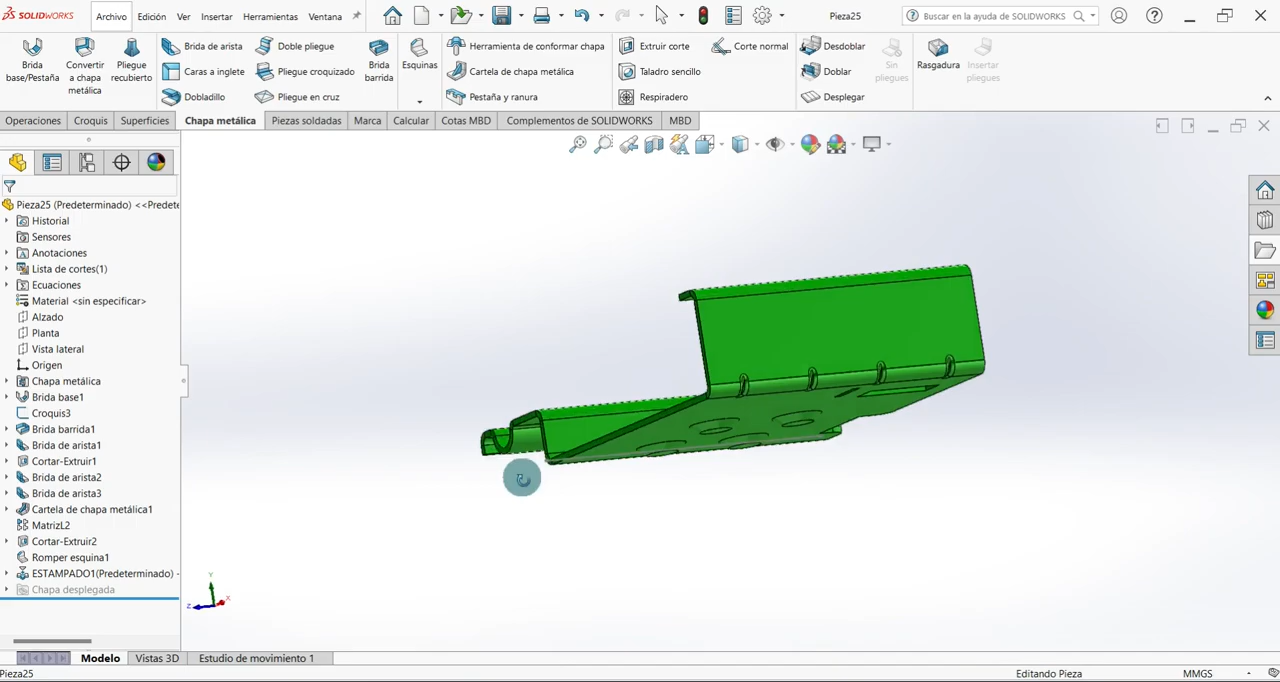 SOLIDWORKS
Archivo Edición Ver Insertar Herramientas Ventana
Pieza25
Buscar en la ayuda de SOLIDWORKS
Brida base/Pestaña
Convertir a chapa metálica
Pliegue recubierto
Brida de arista
Caras a inglete
Dobladillo
Doble pliegue
Pliegue croquizado
Pliegue en cruz
Brida barrida
Esquinas
Herramienta de conformar chapa
Cartela de chapa metálica
Pestaña y ranura
Extruir corte
Taladro sencillo
Respiradero
Corte normal
Desdoblar
Doblar
Desplegar
Sin pliegues
Rasgadura
Insertar pliegues
Operaciones Croquis Superficies Chapa metálica Piezas soldadas Marca Calcular Cotas MBD Complementos de SOLIDWORKS MBD
Pieza25 (Predeterminado) <<Predete
Historial
Sensores
Anotaciones
Lista de cortes(1)
Ecuaciones
Material <sin especificar>
Alzado
Planta
Vista lateral
Origen
Chapa metálica
Brida base1
Croquis3
Brida barrida1
Brida de arista1
Cortar-Extruir1
Brida de arista2
Brida de arista3
Cartela de chapa metálica1
MatrizL2
Cortar-Extruir2
Romper esquina1
ESTAMPADO1(Predeterminado) -
Chapa desplegada
Y
Z
X
Modelo Vistas 3D Estudio de movimiento 1
Pieza25
Editando Pieza
MMGS